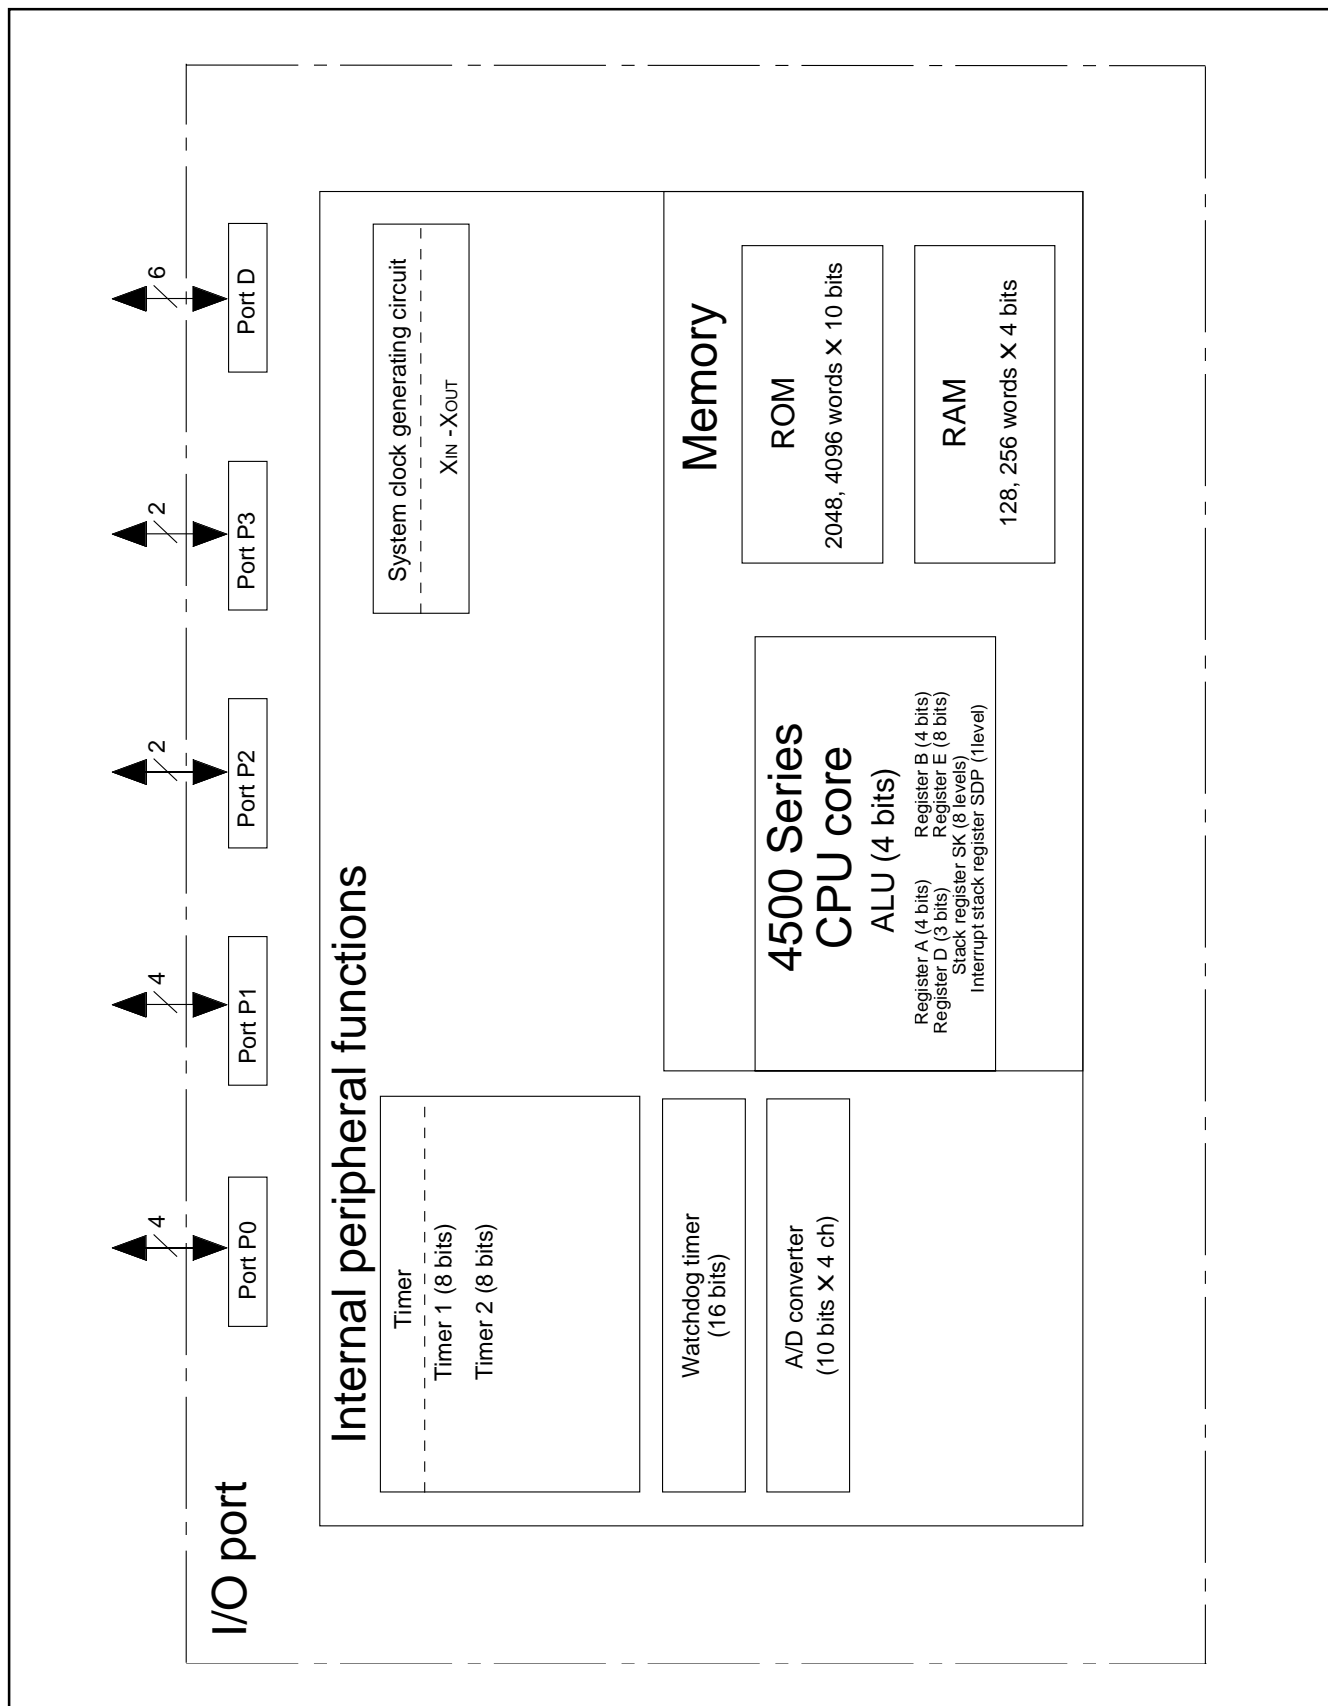 I/O port
4
4
2
2
6
Port P0
Port P1
Port P2
Port P3
Port D
Internal peripheral functions
Timer
Timer 1 (8 bits)
Timer 2 (8 bits)
Watchdog timer
(16 bits)
A/D converter
(10 bits ✕ 4 ch)
System clock generating circuit
XIN -XOUT
4500 Series
CPU core
ALU (4 bits)
Register A (4 bits) Register B (4 bits)
Register D (3 bits) Register E (8 bits)
Stack register SK (8 levels)
Interrupt stack register SDP (1level)
Memory
ROM
2048, 4096 words ✕ 10 bits
RAM
128, 256 words ✕ 4 bits